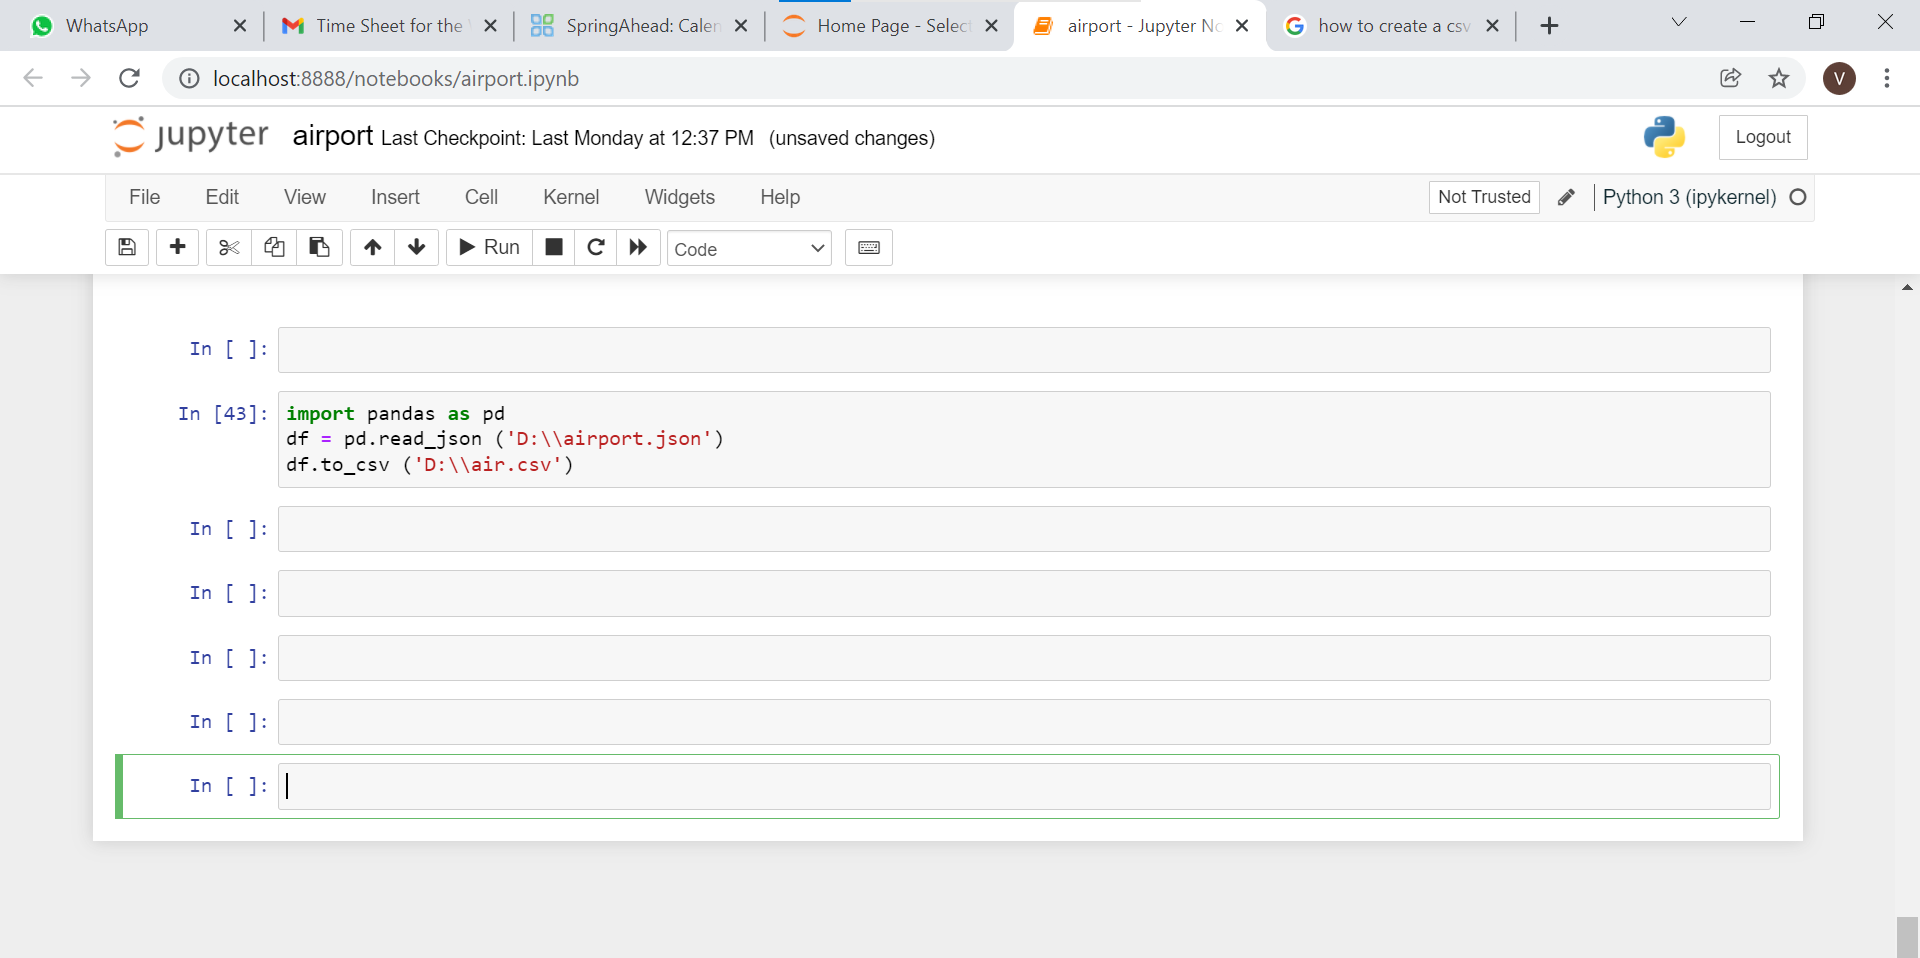 WhatsApp
Time Sheet for the
SpringAhead: Calen
Home Page - Select
airport - Jupyter No
how to create a csv
localhost:8888/notebooks/airport.ipynb
V
jupyter airport Last Checkpoint: Last Monday at 12:37 PM (unsaved changes)
Logout
File Edit View Insert Cell Kernel Widgets Help
Not Trusted
Python 3 (ipykernel)
Run
Code
In [ ]:
In [43]: import pandas as pd
df = pd.read_json ('D:\\airport.json')
df.to_csv ('D:\\air.csv')
In [ ]:
In [ ]:
In [ ]:
In [ ]:
In [ ]: